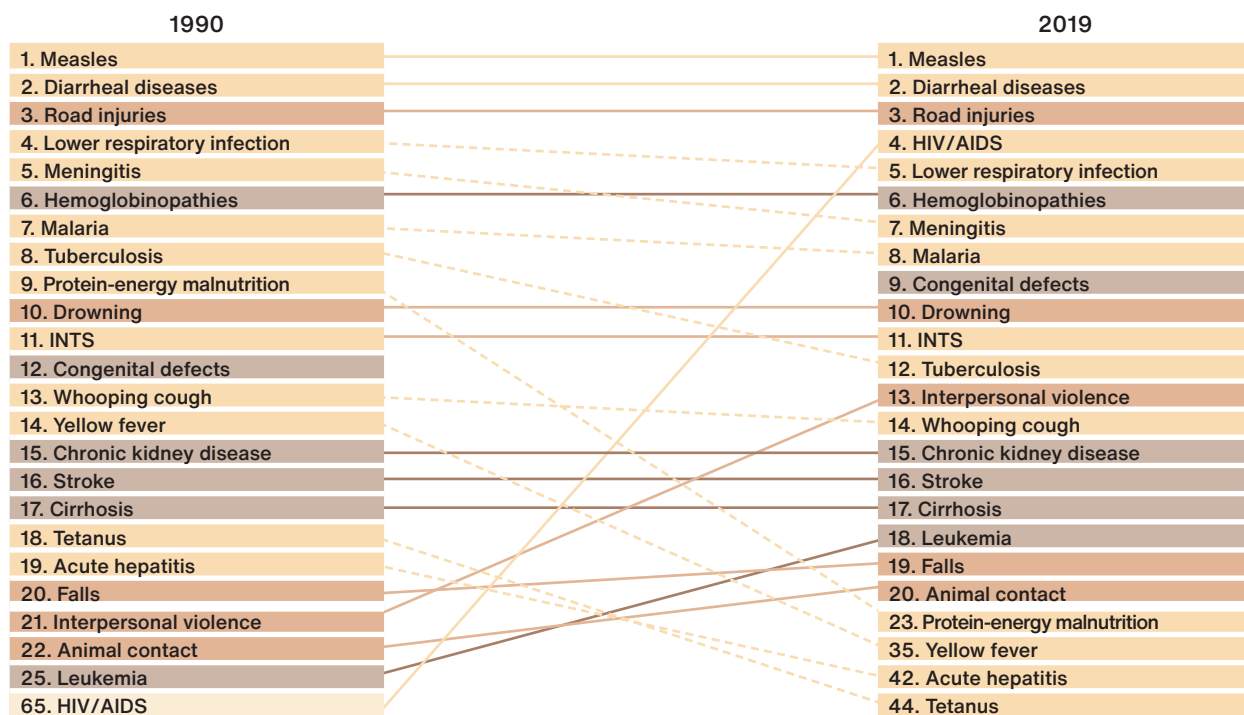 1990
1. Measles
2. Diarrheal diseases
3. Road injuries
4. Lower respiratory infection
5. Meningitis
6. Hemoglobinopathies
7. Malaria
8. Tuberculosis
9. Protein-energy malnutrition
10. Drowning
11. INTS
12. Congenital defects
13. Whooping cough
14. Yellow fever
15. Chronic kidney disease
16. Stroke
17. Cirrhosis
18. Tetanus
19. Acute hepatitis
20. Falls
21. Interpersonal violence
22. Animal contact
25. Leukemia
65. HIV/AIDS
2019
1. Measles
2. Diarrheal diseases
3. Road injuries
4. HIV/AIDS
5. Lower respiratory infection
6. Hemoglobinopathies
7. Meningitis
8. Malaria
9. Congenital defects
10. Drowning
11. INTS
12. Tuberculosis
13. Interpersonal violence
14. Whooping cough
15. Chronic kidney disease
16. Stroke
17. Cirrhosis
18. Leukemia
19. Falls
20. Animal contact
23. Protein-energy malnutrition
35. Yellow fever
42. Acute hepatitis
44. Tetanus